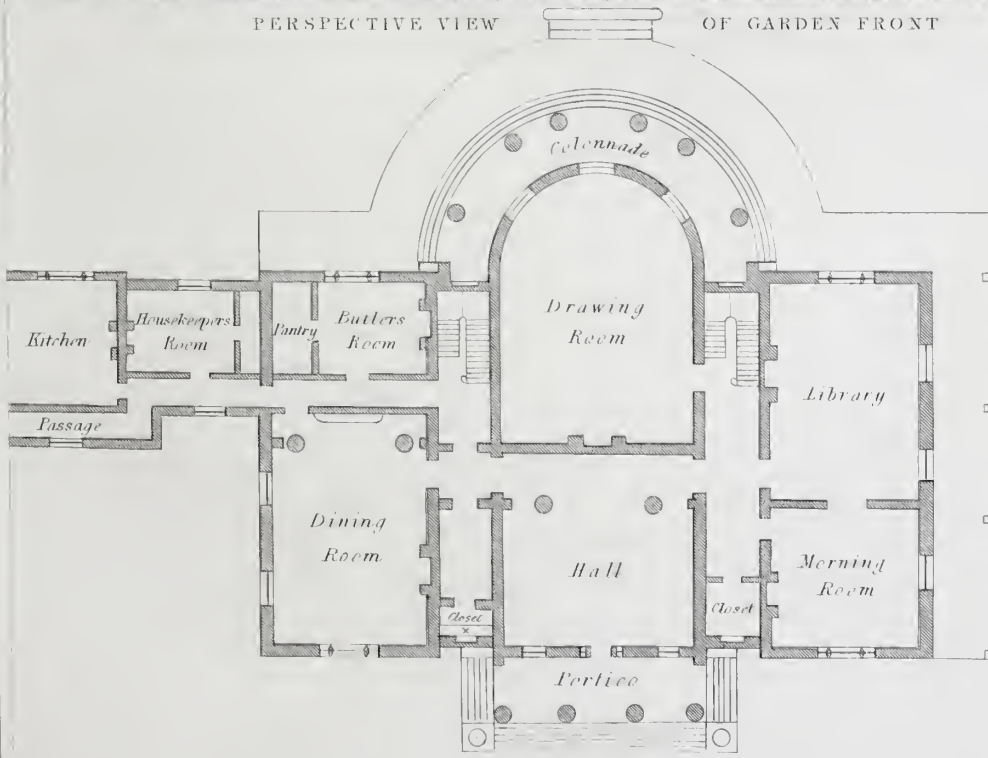 PERSPECTIVE VIEW OF GARDEN FRONT
Colonnade
Kitchen
Housekeepers
Room
Pantry
Butlers
Room
Drawing
Room
Library
Passage
Dining
Room
Hall
Morning
Room
Closet
×
Closet
Portico